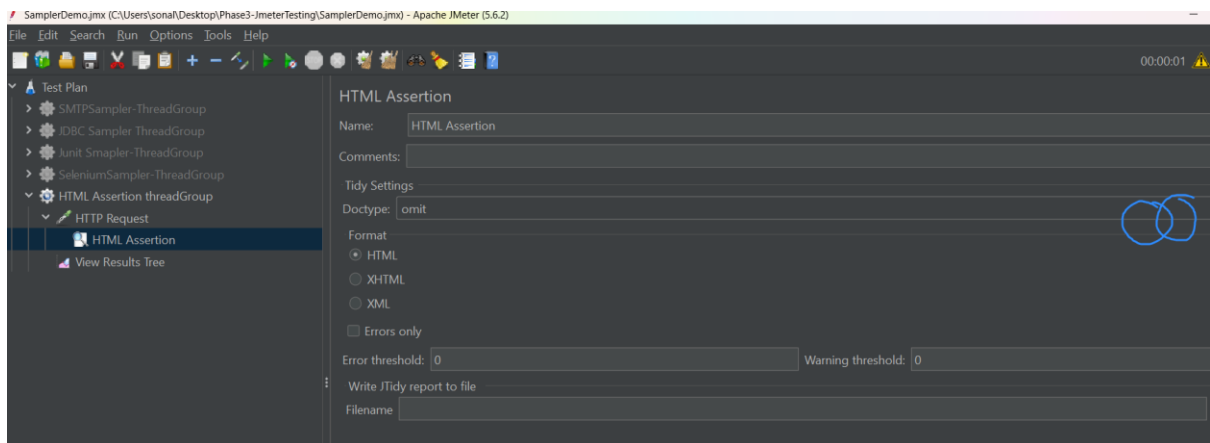 SamplerDemo.jmx (C:\Users\sonal\Desktop\Phase3-JmeterTesting\SamplerDemo.jmx) - Apache JMeter (5.6.2)
File Edit Search Run Options Tools Help
00:00:01
Test Plan
SMTPSampler-ThreadGroup
JDBC Sampler ThreadGroup
Junit Smapler-ThreadGroup
SeleniumSampler-ThreadGroup
HTML Assertion threadGroup
HTTP Request
HTML Assertion
View Results Tree
HTML Assertion
Name: HTML Assertion
Comments:
Tidy Settings
Doctype: omit
Format
HTML
XHTML
XML
Errors only
Error threshold: 0 Warning threshold: 0
Write JTidy report to file
Filename